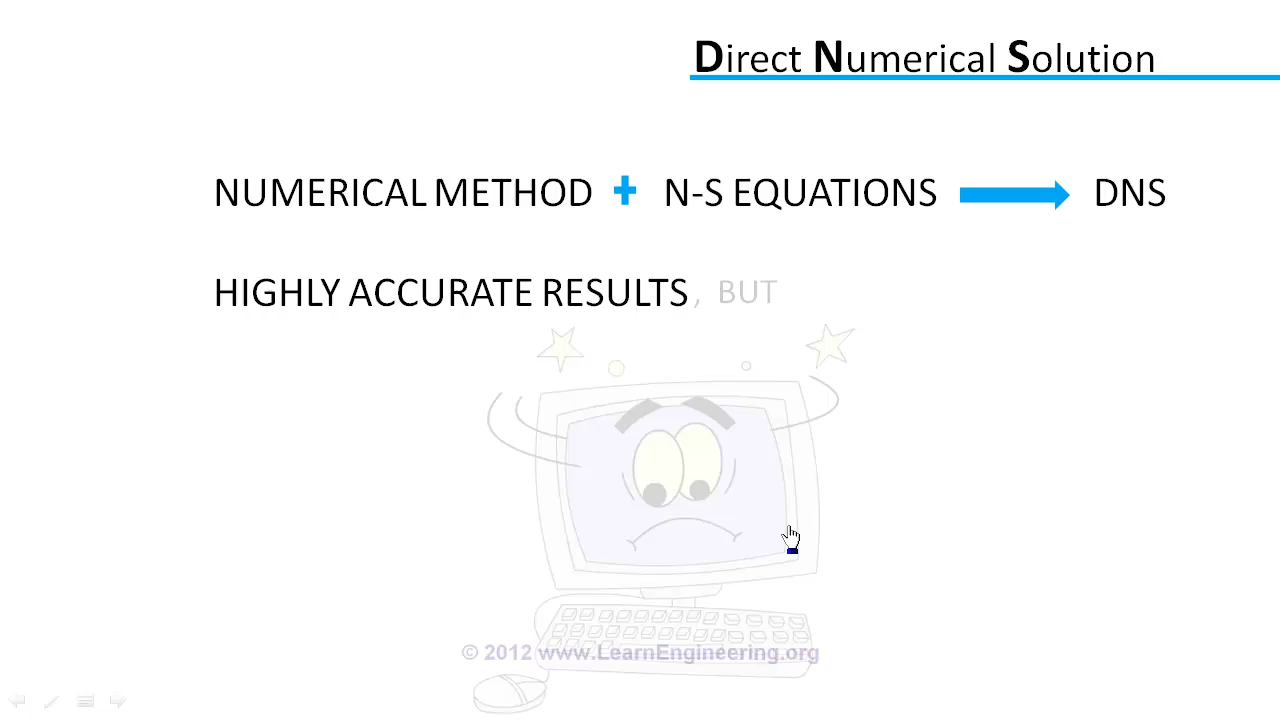 Direct Numerical Solution
NUMERICAL METHOD + N-S EQUATIONS → DNS
HIGHLY ACCURATE RESULTS, BUT
© 2012 www.LearnEngineering.org